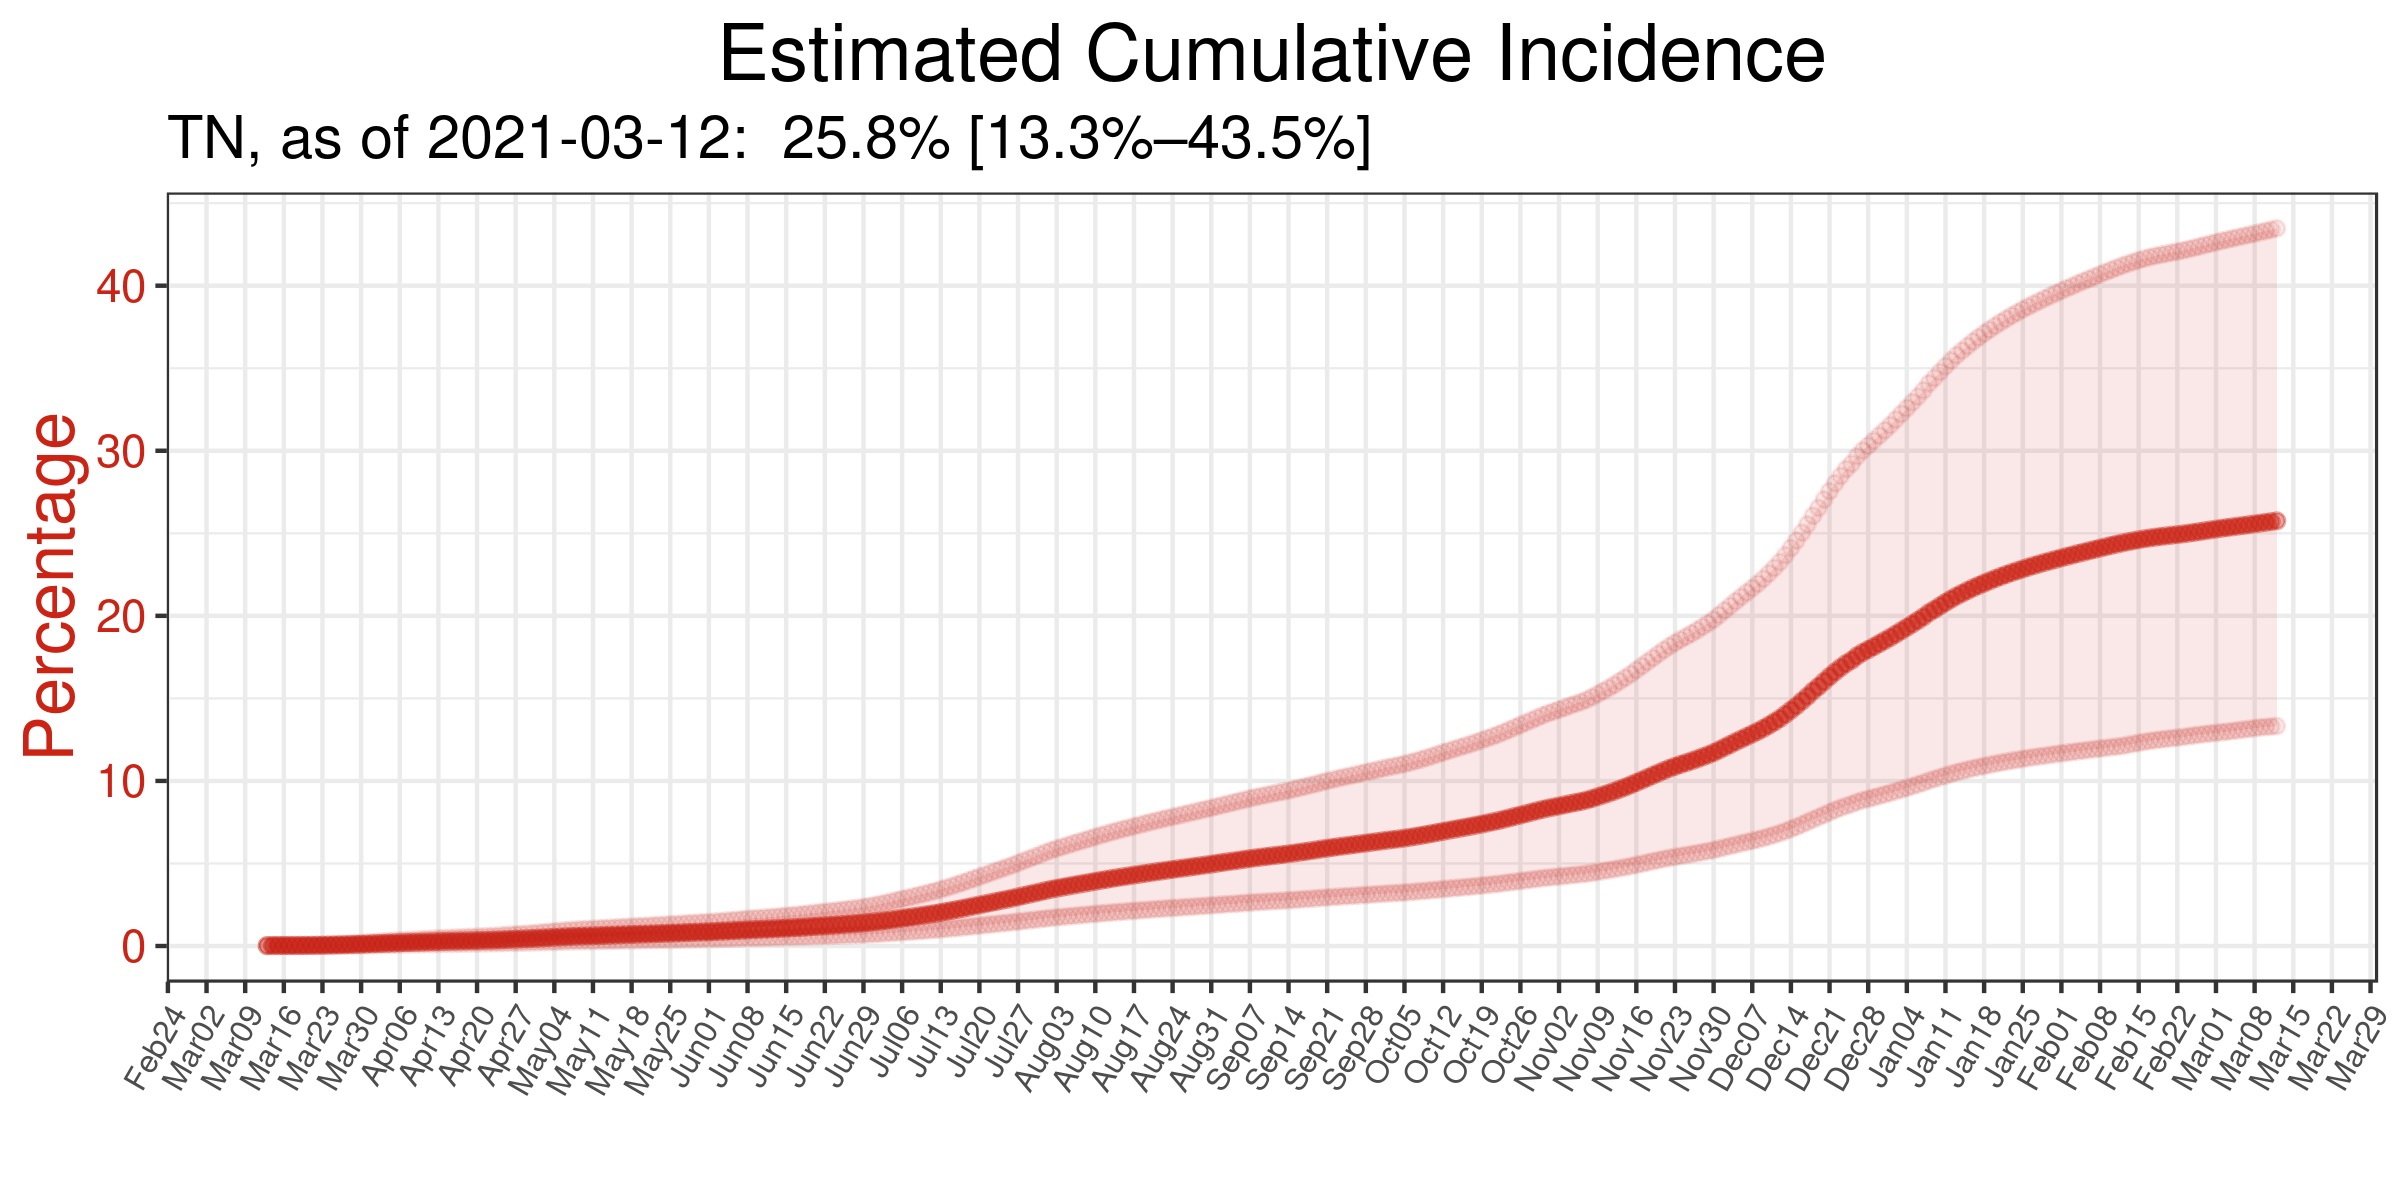 Estimated Cumulative Incidence
TN, as of 2021-03-12:  25.8% [13.3%–43.5%]
Percentage
40
30
20
10
0
Feb24
Mar02
Mar09
Mar16
Mar23
Mar30
Apr06
Apr13
Apr20
Apr27
May04
May11
May18
May25
Jun01
Jun08
Jun15
Jun22
Jun29
Jul06
Jul13
Jul20
Jul27
Aug03
Aug10
Aug17
Aug24
Aug31
Sep07
Sep14
Sep21
Sep28
Oct05
Oct12
Oct19
Oct26
Nov02
Nov09
Nov16
Nov23
Nov30
Dec07
Dec14
Dec21
Dec28
Jan04
Jan11
Jan18
Jan25
Feb01
Feb08
Feb15
Feb22
Mar01
Mar08
Mar15
Mar22
Mar29